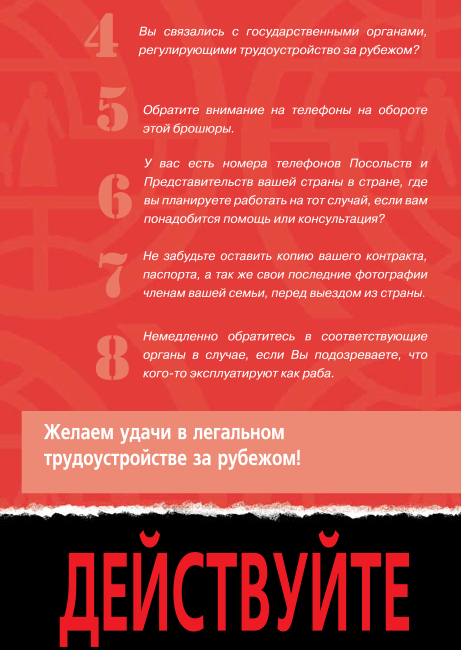 4
Вы связались с государственными органами,
регулирующими трудоустройство за рубежом?
5
Обратите внимание на телефоны на обороте
этой брошюры.
6
У вас есть номера телефонов Посольств и
Представительств вашей страны в стране, где
вы планируете работать на тот случай, если вам
понадобится помощь или консультация?
7
Не забудьте оставить копию вашего контракта,
паспорта, а так же свои последние фотографии
членам вашей семьи, перед выездом из страны.
8
Немедленно обратитесь в соответствующие
органы в случае, если Вы подозреваете, что
кого-то эксплуатируют как раба.
Желаем удачи в легальном
трудоустройстве за рубежом!
ДЕЙСТВУЙТЕ